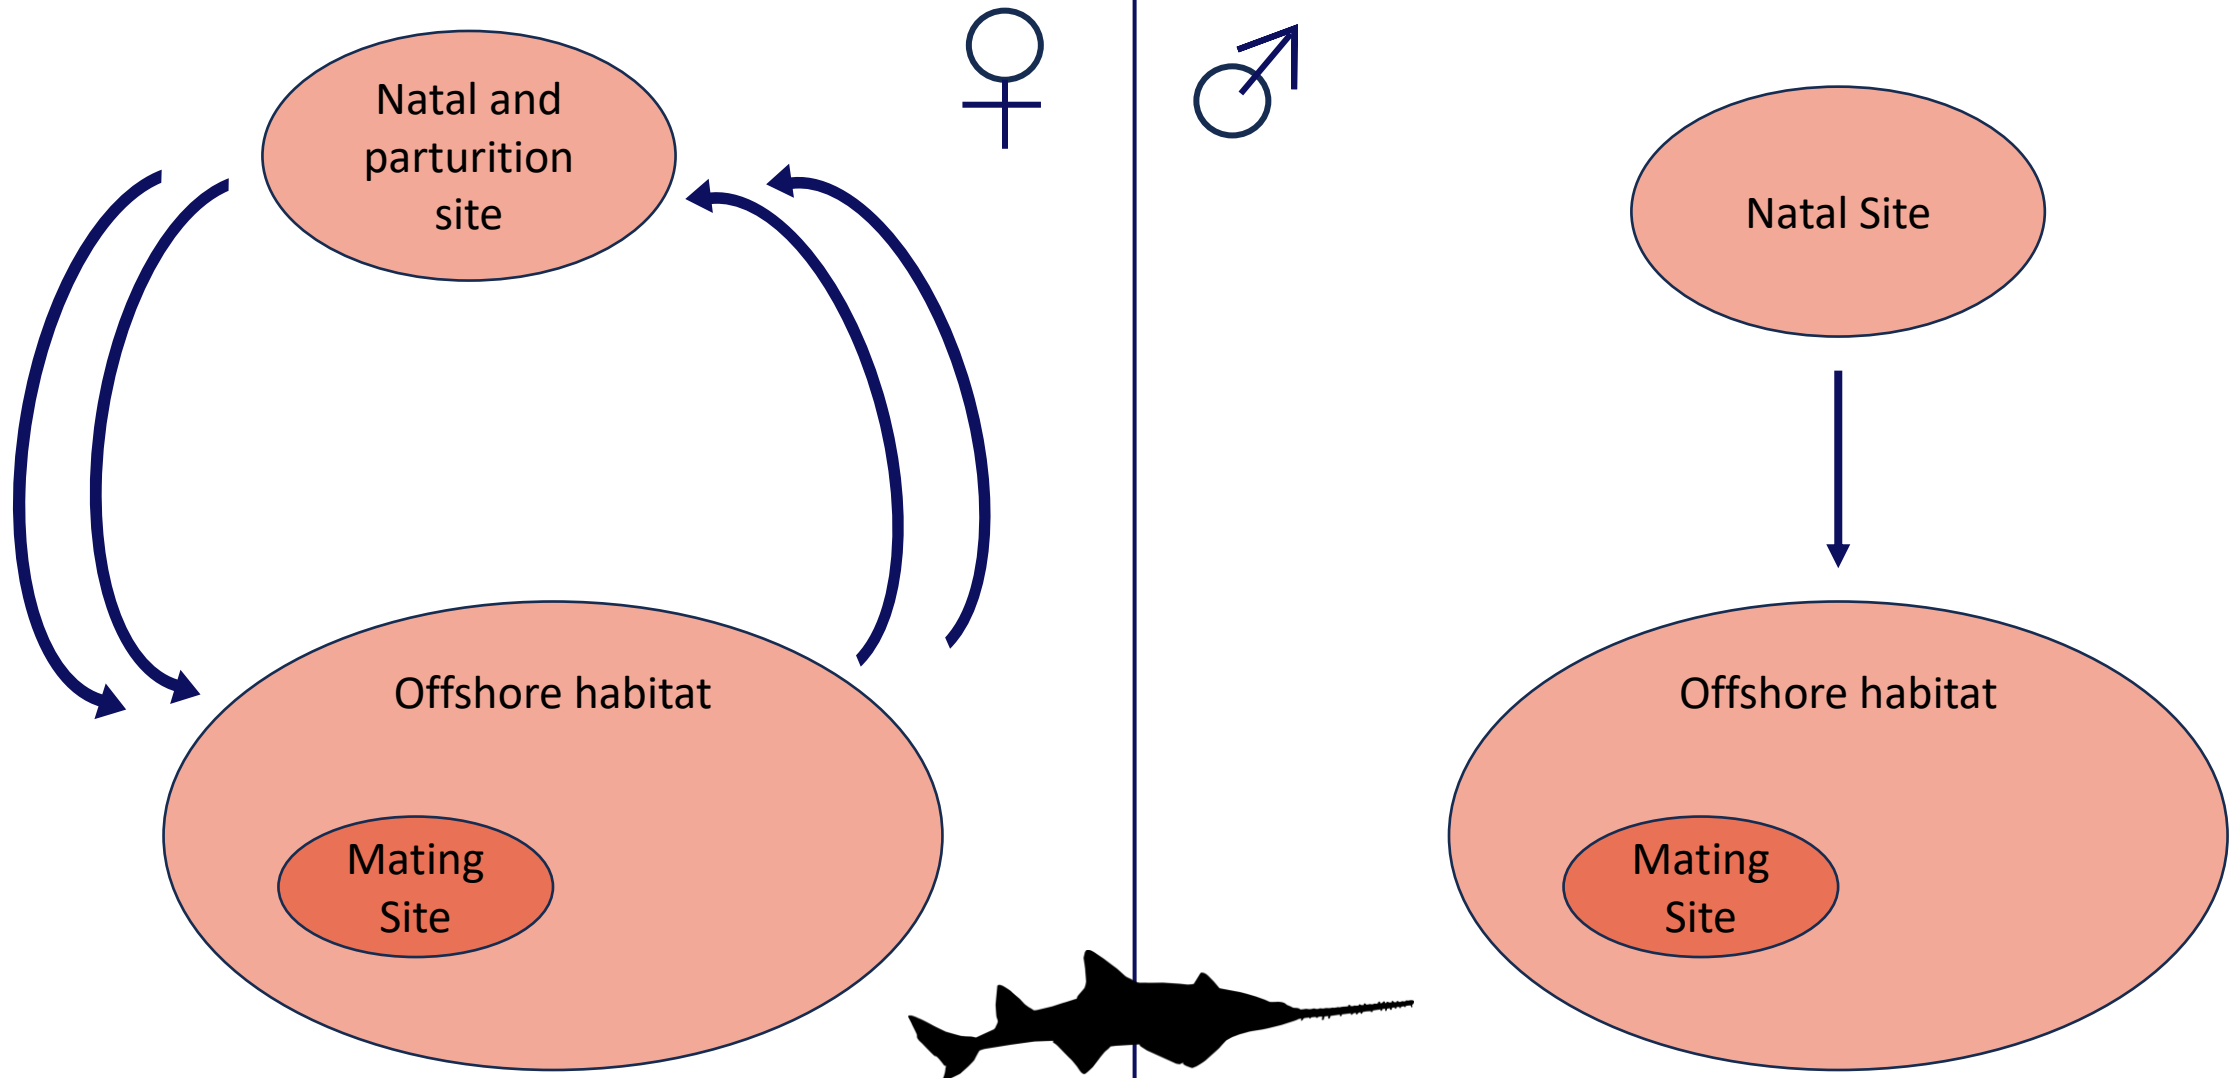 Natal and
parturition
site
Offshore habitat
Mating
Site
Natal Site
Offshore habitat
Mating
Site